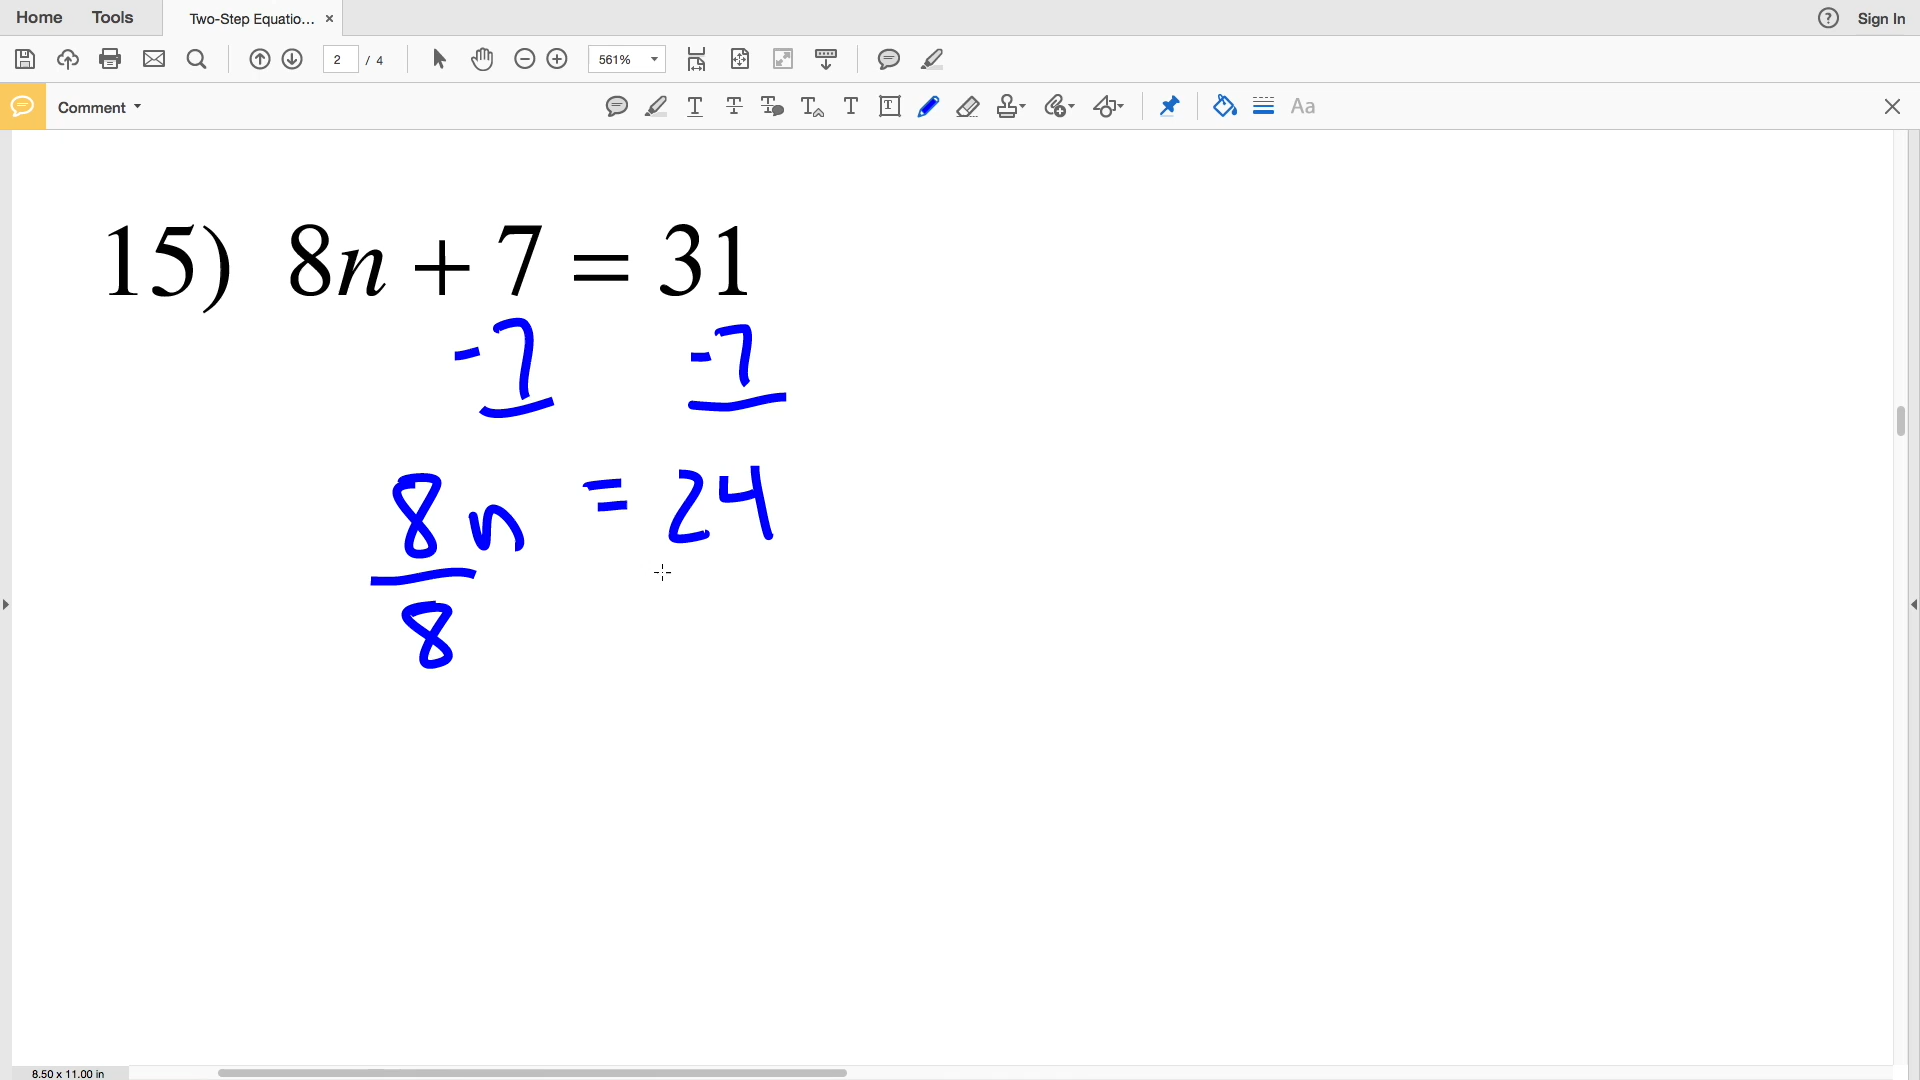 Home Tools Two-Step Equatio... × ? Sign In
2 / 4 561%
Comment T T T T T T Aa
15) 8n + 7 = 31
-7 -7
8n = 24
8
8.50 x 11.00 in